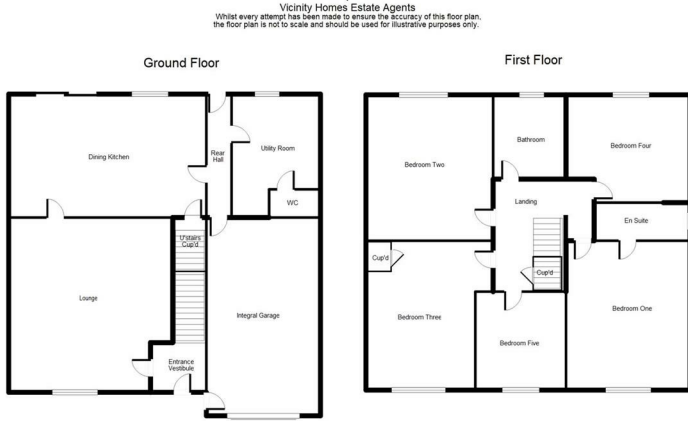 Vicinity Homes Estate Agents
Whilst every attempt has been made to ensure the accuracy of this floor plan,
the floor plan is not to scale and should be used for illustrative purposes only.
Ground Floor
Dining Kitchen
Rear
Hall
Utility Room
WC
U'stairs
Cup'd
Lounge
Integral Garage
Entrance
Vestibule
First Floor
Bedroom Two
Bathroom
Bedroom Four
Landing
En Suite
Cup'd
Cup'd
Bedroom Three
Bedroom Five
Bedroom One